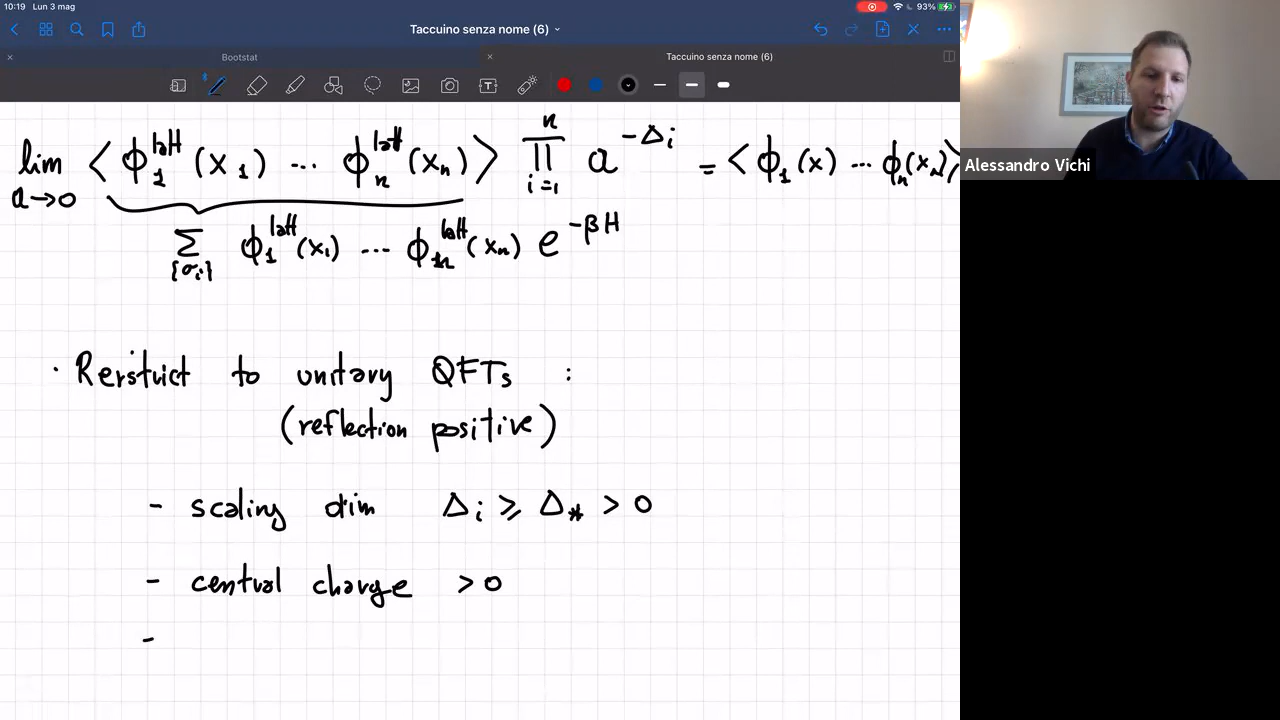 10:19 Lun 3 mag
93%
Taccuino senza nome (6)
Bootstat
Taccuino senza nome (6)
lim a→0 < ϕ₁^latt (x₁) ... ϕₙ^latt (xₙ) > ∏_{i=1}^{n} a^{-Δi} = < ϕ₁(x) ... ϕₙ(xₙ) >
∑_{σi} ϕ₁^latt (x₁) ... ϕₙ^latt (xₙ) e^{-βH}
· Rerstrict to unitary QFTs :
(reflection positive)
- scaling dim Δi ≥ Δ* > 0
- central charge > 0
-
Alessandro Vichi